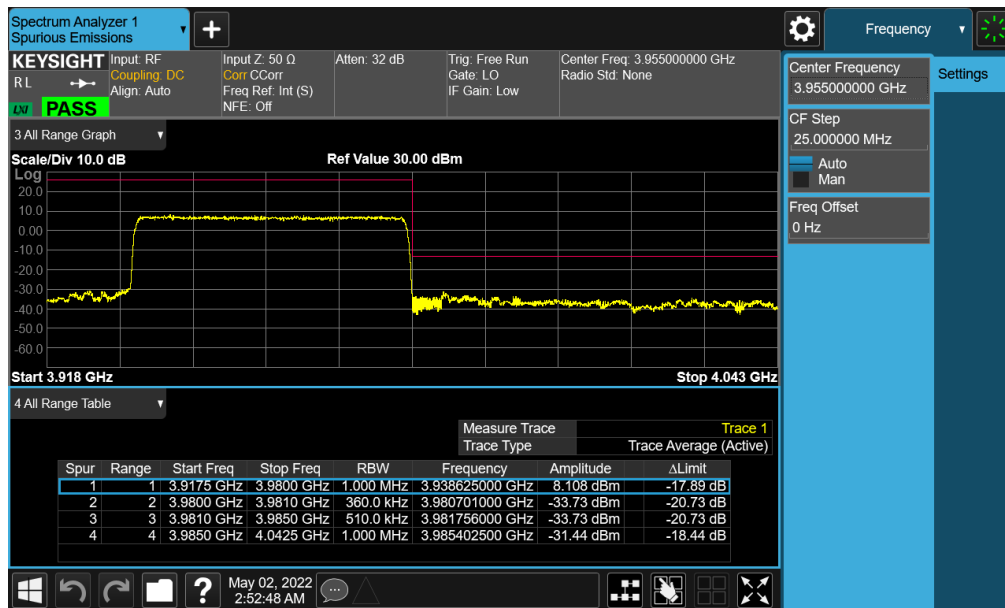 Spectrum Analyzer 1
Spurious Emissions
+
Frequency
KEYSIGHT
R L
LXI
PASS
Input: RF
Coupling: DC
Align: Auto
Input Z: 50 Ω
Corr CCorr
Freq Ref: Int (S)
NFE: Off
Atten: 32 dB
Trig: Free Run
Gate: LO
IF Gain: Low
Center Freq: 3.955000000 GHz
Radio Std: None
Center Frequency
3.955000000 GHz
Settings
CF Step
25.000000 MHz
Auto
Man
Freq Offset
0 Hz
3 All Range Graph
Scale/Div 10.0 dB
Ref Value 30.00 dBm
Log
20.0
10.0
0.00
-10.0
-20.0
-30.0
-40.0
-50.0
-60.0
Start 3.918 GHz
Stop 4.043 GHz
4 All Range Table
Measure Trace Trace 1
Trace Type Trace Average (Active)
Spur Range Start Freq Stop Freq RBW Frequency Amplitude ΔLimit
1 1 3.9175 GHz 3.9800 GHz 1.000 MHz 3.938625000 GHz 8.108 dBm -17.89 dB
2 2 3.9800 GHz 3.9810 GHz 360.0 kHz 3.980701000 GHz -33.73 dBm -20.73 dB
3 3 3.9810 GHz 3.9850 GHz 510.0 kHz 3.981756000 GHz -33.73 dBm -20.73 dB
4 4 3.9850 GHz 4.0425 GHz 1.000 MHz 3.985402500 GHz -31.44 dBm -18.44 dB
?
May 02, 2022
2:52:48 AM